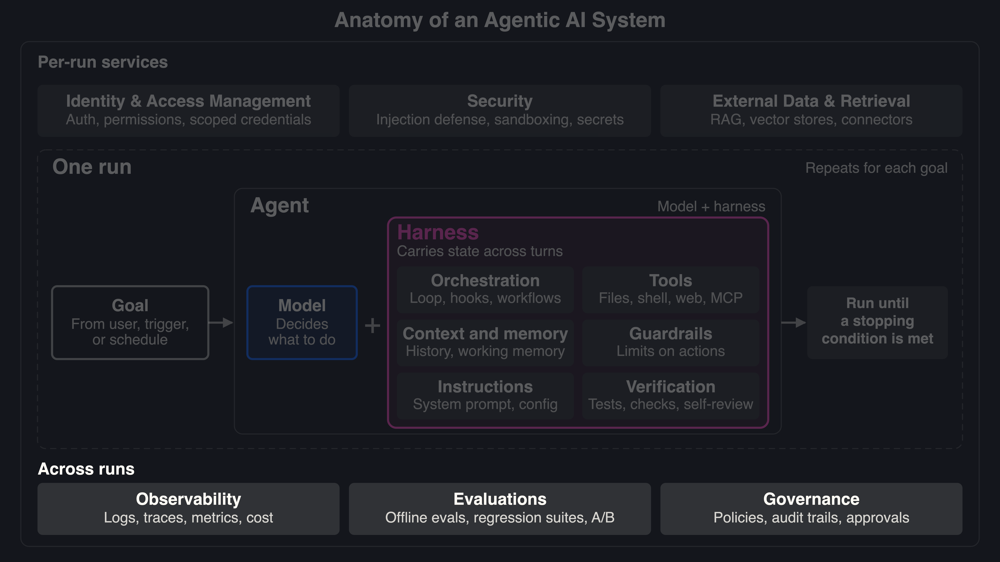 Anatomy of an Agentic AI System
Per-run services
Identity & Access Management
Auth, permissions, scoped credentials
Security
Injection defense, sandboxing, secrets
External Data & Retrieval
RAG, vector stores, connectors
One run
Repeats for each goal
Agent
Model + harness
Goal
From user, trigger,
or schedule
Model
Decides
what to do
+
Harness
Carries state across turns
Orchestration
Loop, hooks, workflows
Tools
Files, shell, web, MCP
Context and memory
History, working memory
Guardrails
Limits on actions
Instructions
System prompt, config
Verification
Tests, checks, self-review
Run until
a stopping
condition is met
Across runs
Observability
Logs, traces, metrics, cost
Evaluations
Offline evals, regression suites, A/B
Governance
Policies, audit trails, approvals